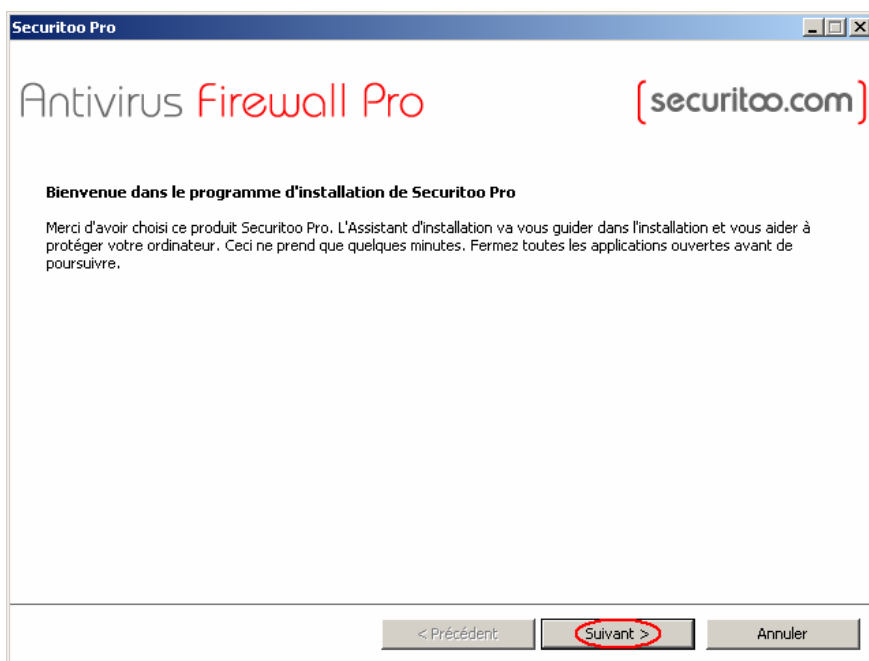 Securitoo Pro
Antivirus Firewall Pro
[securitoo.com]
Bienvenue dans le programme d'installation de Securitoo Pro
Merci d'avoir choisi ce produit Securitoo Pro. L'Assistant d'installation va vous guider dans l'installation et vous aider à
protéger votre ordinateur. Ceci ne prend que quelques minutes. Fermez toutes les applications ouvertes avant de
poursuivre.
< Précédent
Suivant >
Annuler